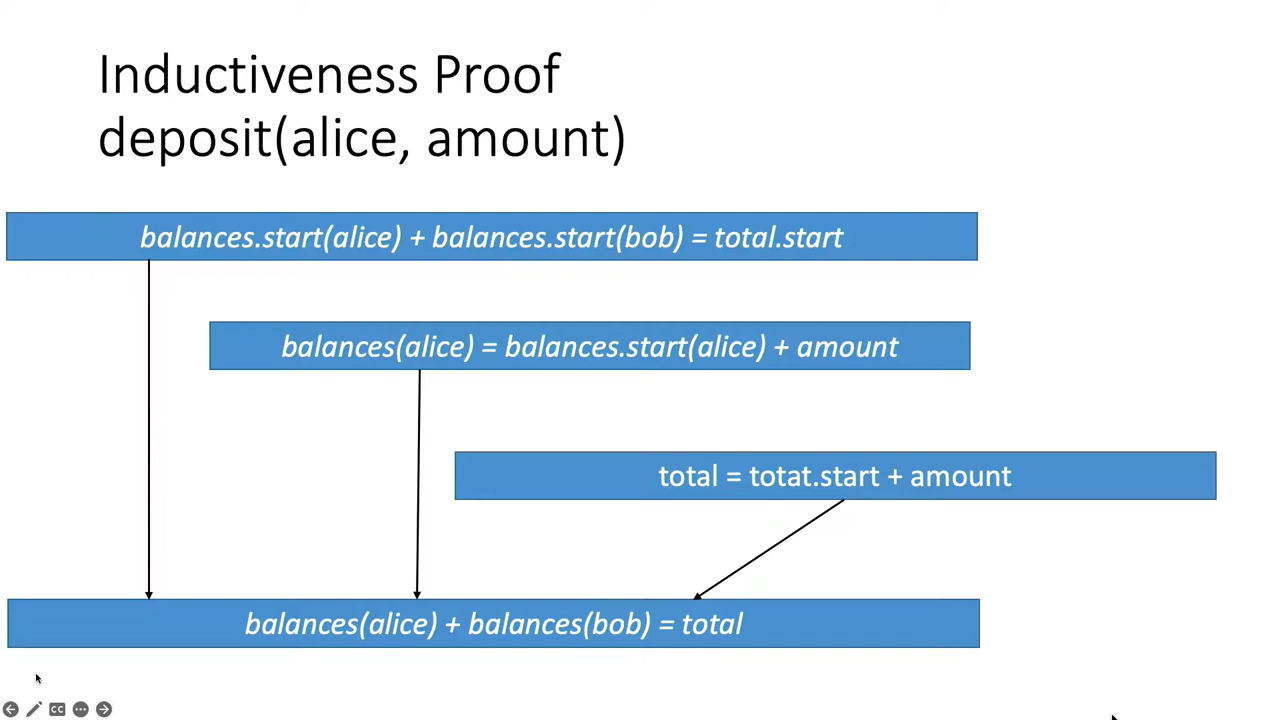 Inductiveness Proof
deposit(alice, amount)
balances.start(alice) + balances.start(bob) = total.start
balances(alice) = balances.start(alice) + amount
total = totat.start + amount
balances(alice) + balances(bob) = total
CC